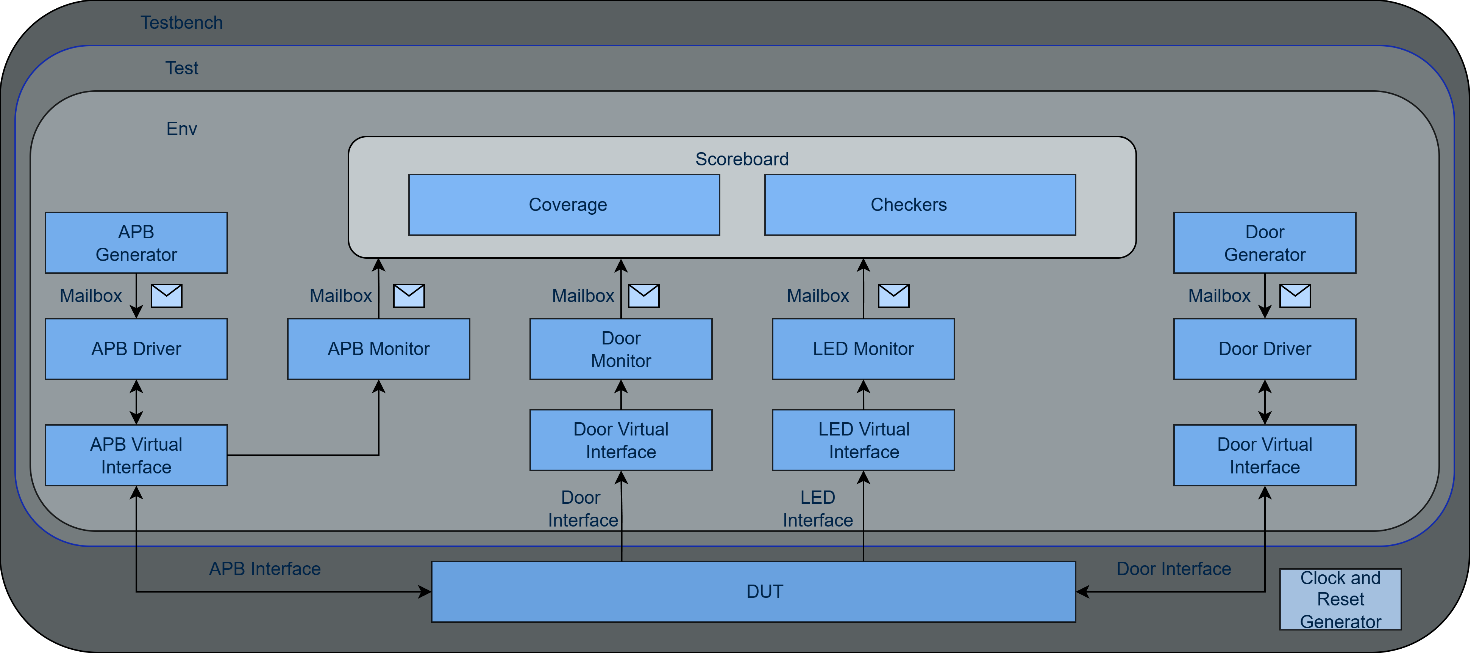 Testbench
Test
Env
Scoreboard
Coverage
Checkers
APB
Generator
Door
Generator
Mailbox
Mailbox
Mailbox
Mailbox
Mailbox
APB Driver
APB Monitor
Door
Monitor
LED Monitor
Door Driver
APB Virtual
Interface
Door Virtual
Interface
LED Virtual
Interface
Door Virtual
Interface
Door
Interface
LED
Interface
APB Interface
DUT
Door Interface
Clock and
Reset
Generator